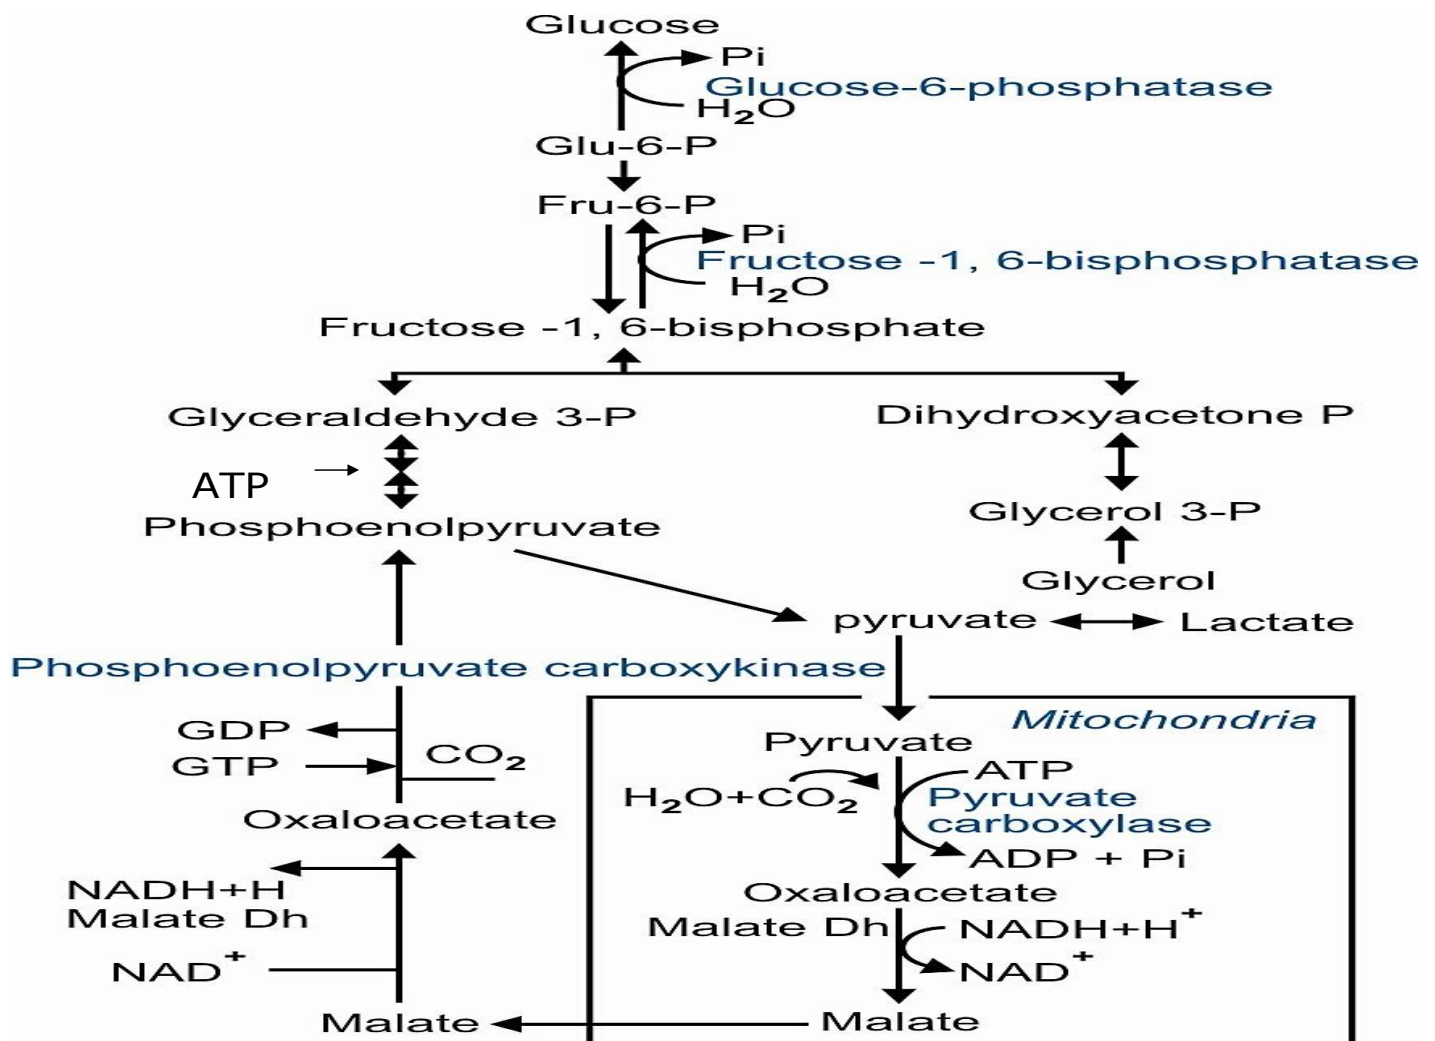 Glucose
Pi
Glucose-6-phosphatase
H₂O
Glu-6-P
Fru-6-P
Pi
Fructose -1, 6-bisphosphatase
H₂O
Fructose -1, 6-bisphosphate
Glyceraldehyde 3-P
Dihydroxyacetone P
ATP
Glycerol 3-P
Phosphoenolpyruvate
Glycerol
pyruvate
Lactate
Phosphoenolpyruvate carboxykinase
Mitochondria
GDP
Pyruvate
CO₂
GTP
ATP
H₂O+CO₂
Pyruvate
carboxylase
Oxaloacetate
ADP + Pi
NADH+H
Oxaloacetate
Malate Dh
Malate Dh
NADH+H⁺
NAD⁺
NAD⁺
Malate
Malate